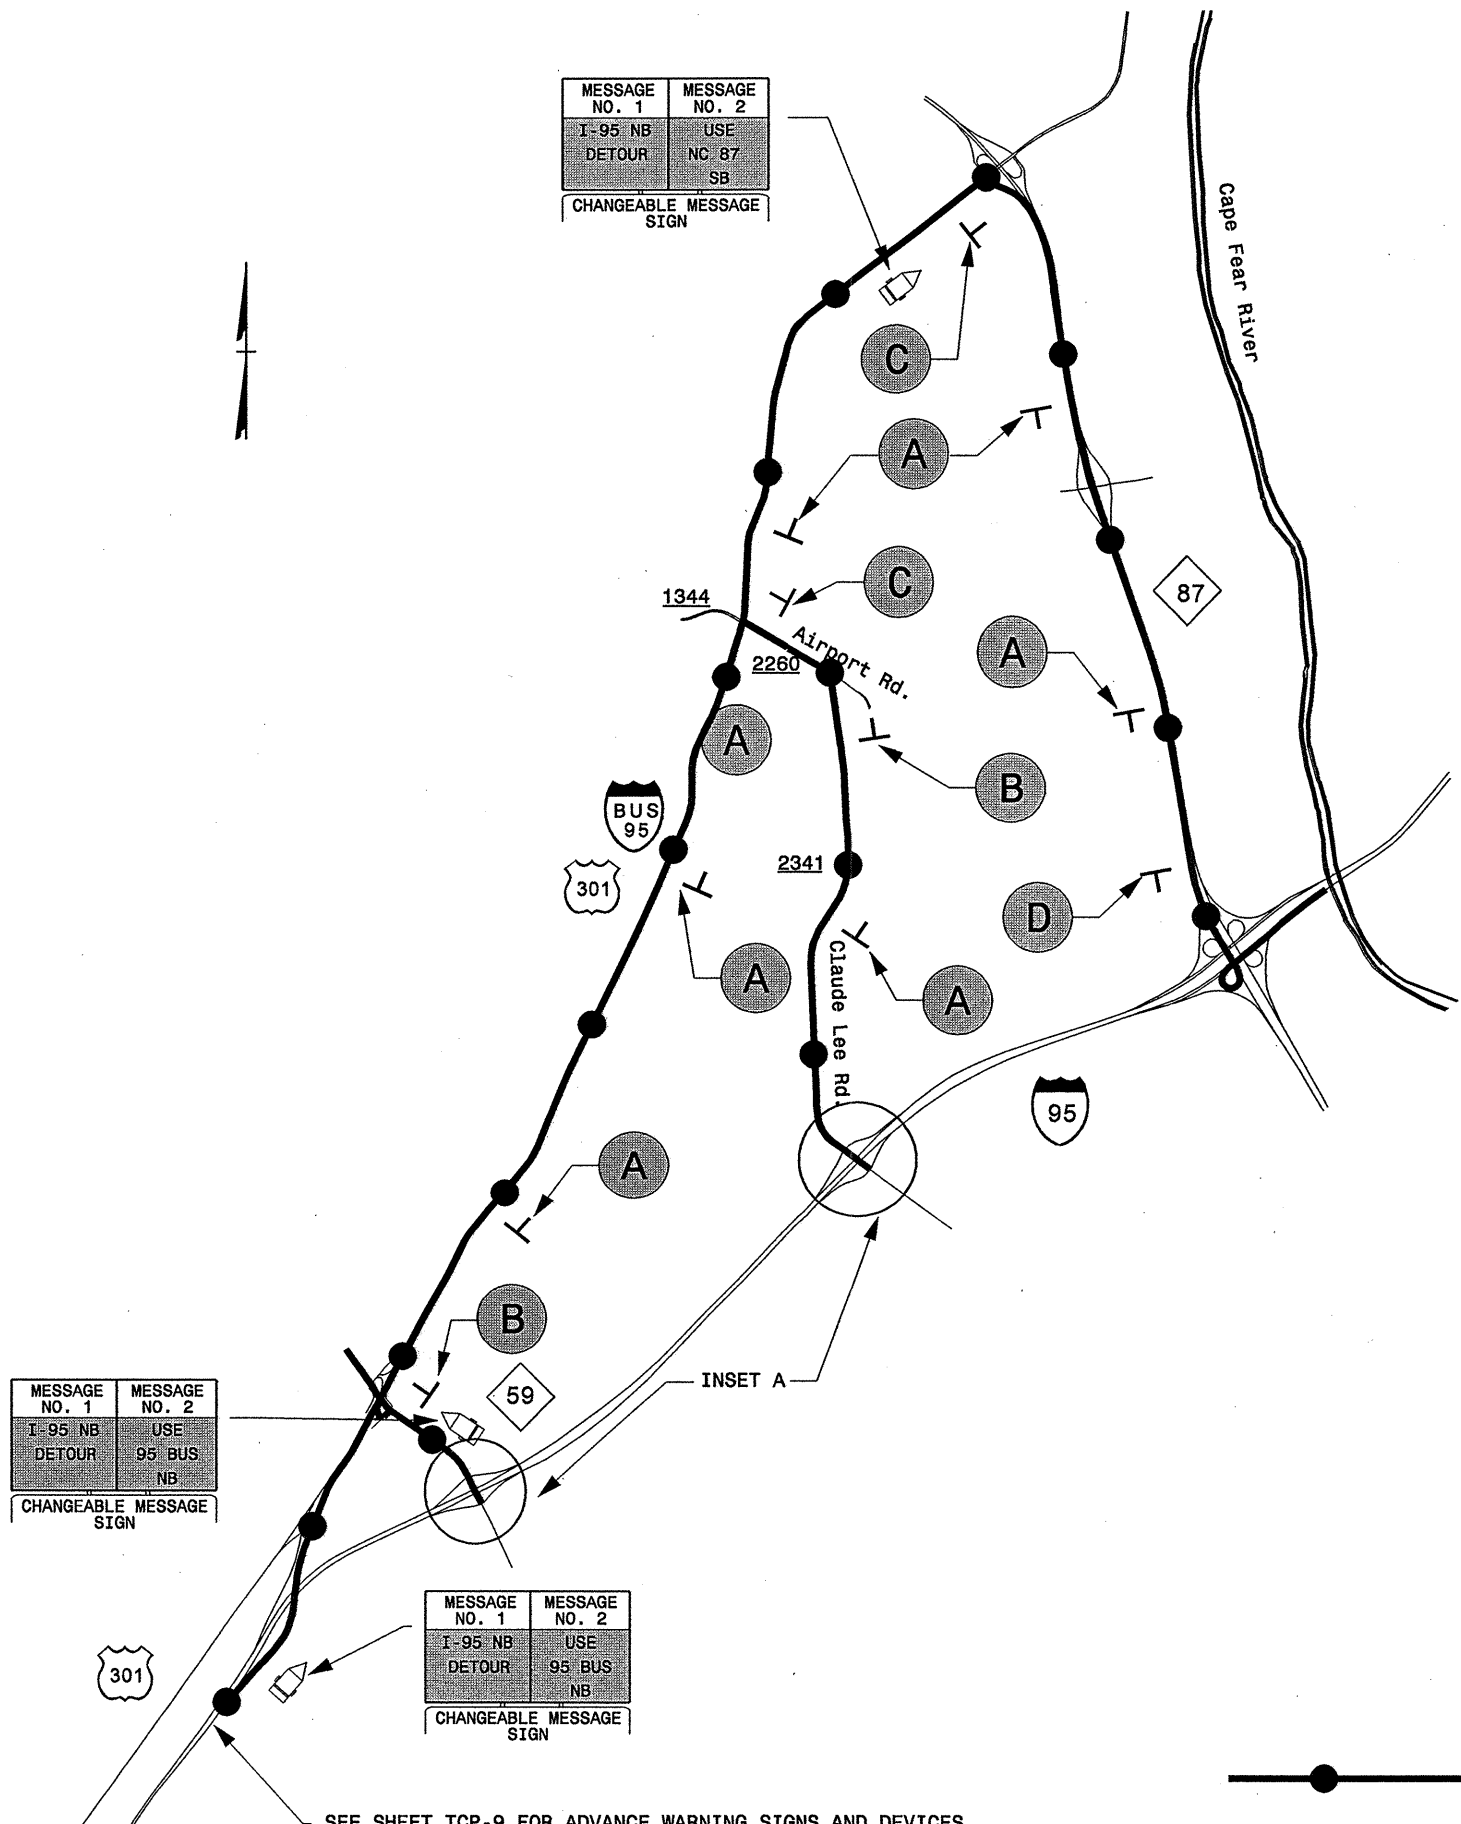 MESSAGE NO. 1
MESSAGE NO. 2
I-95 NB
DETOUR
USE
NC 87
SB
CHANGEABLE MESSAGE
SIGN
Cape Fear River
C
A
C
1344
Airport Rd.
2260
87
A
A
B
BUS
95
301
2341
D
A
Claude Lee Rd.
A
95
A
B
59
INSET A
MESSAGE NO. 1
MESSAGE NO. 2
I-95 NB
DETOUR
USE
95 BUS
NB
CHANGEABLE MESSAGE
SIGN
MESSAGE NO. 1
MESSAGE NO. 2
I-95 NB
DETOUR
USE
95 BUS
NB
CHANGEABLE MESSAGE
SIGN
301
SEE SHEET TCP-9 FOR ADVANCE WARNING SIGNS AND DEVICES